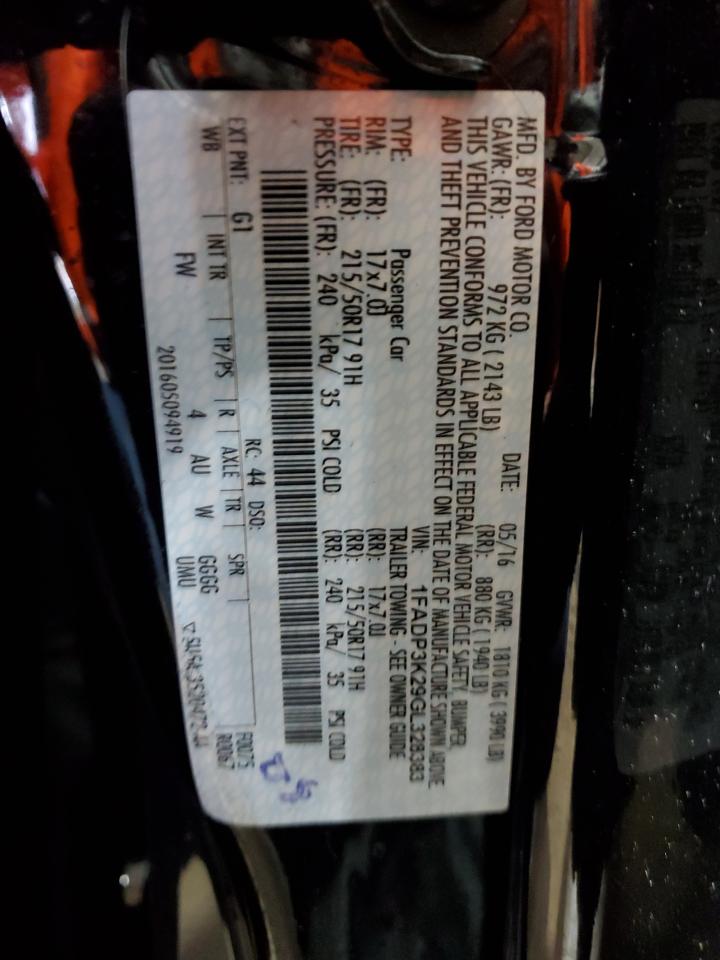 MFD. BY FORD MOTOR CO. DATE: 05/16 GVWR: 1810 KG ( 3990 LB)
GAWR: (FR): 972 KG ( 2143 LB) (RR): 880 KG ( 1940 LB)
THIS VEHICLE CONFORMS TO ALL APPLICABLE FEDERAL MOTOR VEHICLE SAFETY, BUMPER,
AND THEFT PREVENTION STANDARDS IN EFFECT ON THE DATE OF MANUFACTURE SHOWN ABOVE.
VIN: 1FADP3K29GL328383
TYPE: Passenger Car TRAILER TOWING - SEE OWNER GUIDE
RIM: (FR): 17x7.0J (RR): 17x7.0J
TIRE: (FR): 215/50R17 91H (RR): 215/50R17 91H
PRESSURE: (FR): 240 kPa/ 35 PSI COLD (RR): 240 kPa/ 35 PSI COLD
EXT PNT: G1 RC: 44 DSO: F0075
WB INT TR TP/PS R AXLE TR SPR R0067
FW 4 AU W GGGG
201605094919 UMU